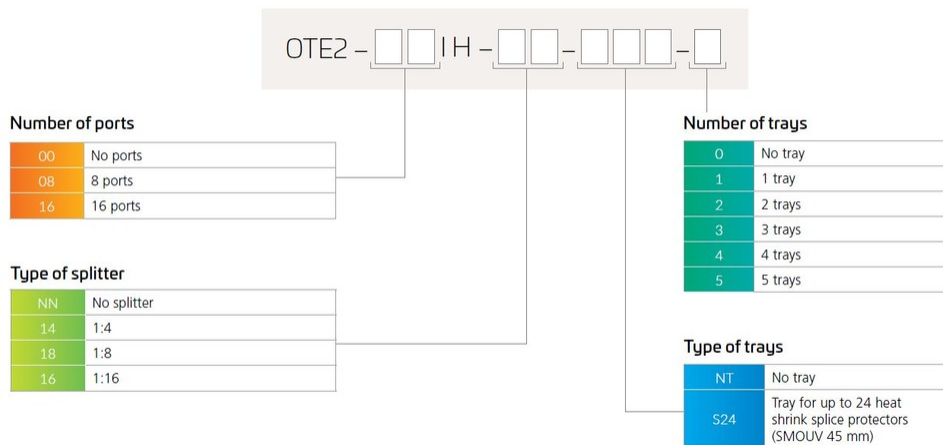 OTE2 – IH – – –
Number of ports
00 No ports
08 8 ports
16 16 ports
Type of splitter
NN No splitter
14 1:4
18 1:8
16 1:16
Number of trays
0 No tray
1 1 tray
2 2 trays
3 3 trays
4 4 trays
5 5 trays
Type of trays
NT No tray
S24 Tray for up to 24 heat
shrink splice protectors
(SMOUV 45 mm)